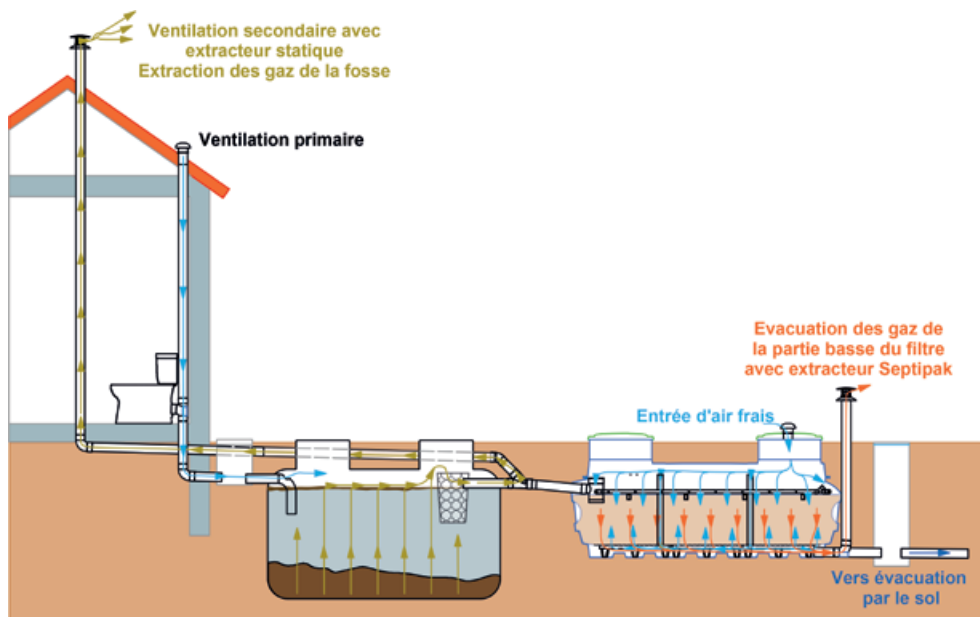 Ventilation secondaire avec
extracteur statique
Extraction des gaz de la fosse
Ventilation primaire
Evacuation des gaz de
la partie basse du filtre
avec extracteur Septipak
Entrée d'air frais
Vers évacuation
par le sol